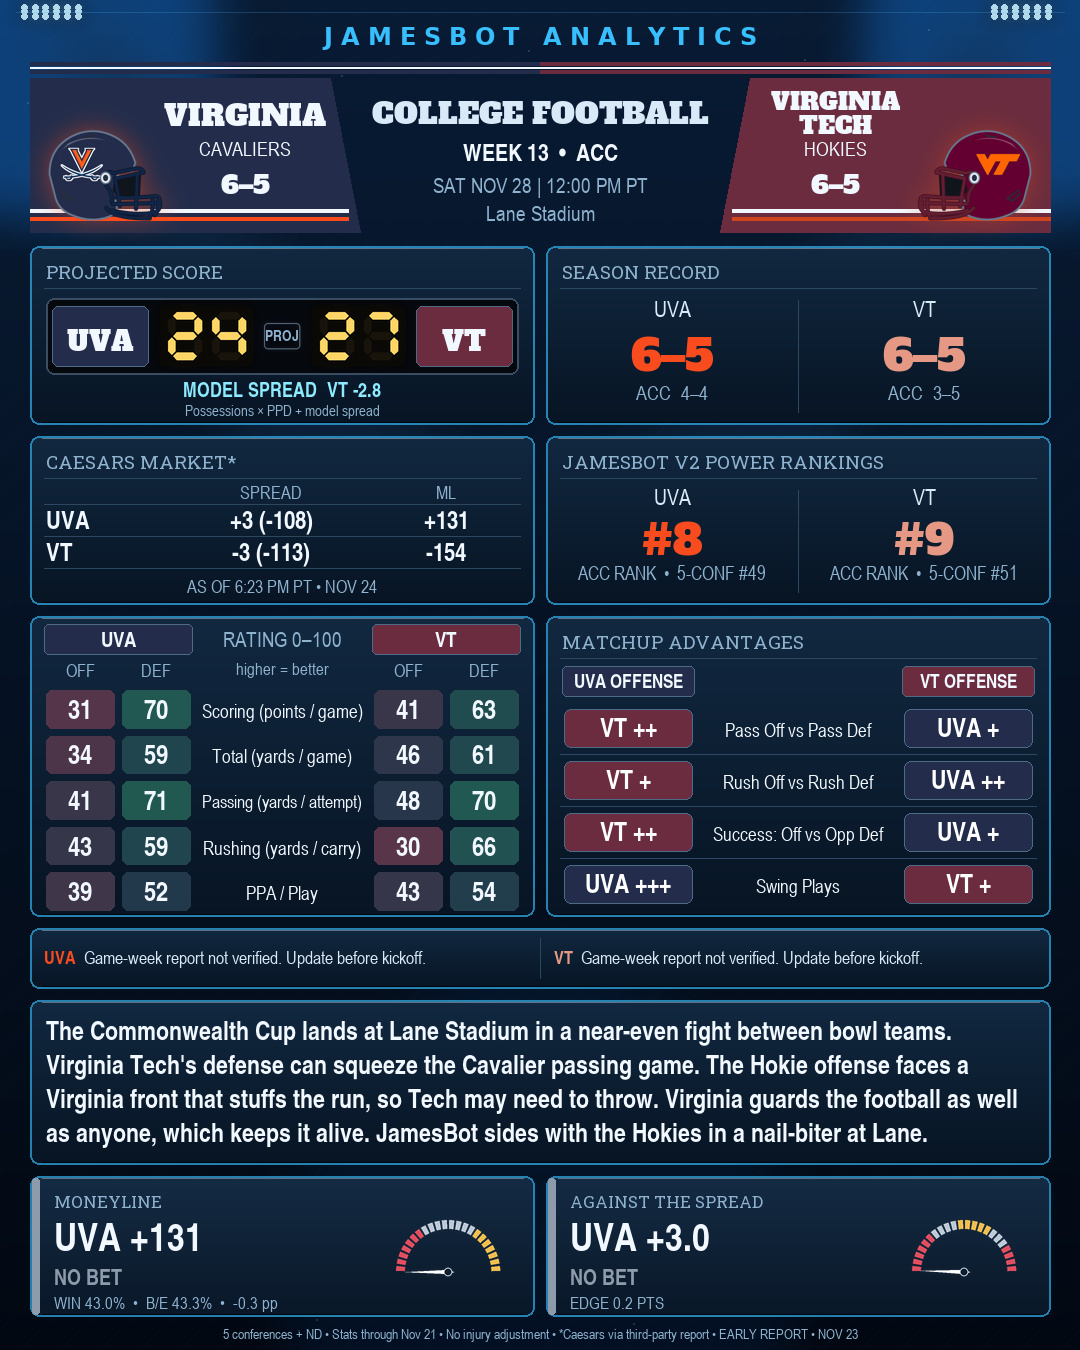 JAMESBOT ANALYTICS
VIRGINIA
CAVALIERS
6–5
COLLEGE FOOTBALL
WEEK 13 • ACC
SAT NOV 28 | 12:00 PM PT
Lane Stadium
VIRGINIA
TECH
HOKIES
6–5
PROJECTED SCORE
UVA 24 PROJ 27 VT
MODEL SPREAD VT -2.8
Possessions × PPD + model spread
SEASON RECORD
UVA VT
6–5 6–5
ACC 4–4 ACC 3–5
CAESARS MARKET*
SPREAD ML
UVA +3 (-108) +131
VT -3 (-113) -154
AS OF 6:23 PM PT • NOV 24
JAMESBOT V2 POWER RANKINGS
UVA VT
#8 #9
ACC RANK • 5-CONF #49 ACC RANK • 5-CONF #51
UVA RATING 0–100 VT
OFF DEF higher = better OFF DEF
31 70 Scoring (points / game) 41 63
34 59 Total (yards / game) 46 61
41 71 Passing (yards / attempt) 48 70
43 59 Rushing (yards / carry) 30 66
39 52 PPA / Play 43 54
MATCHUP ADVANTAGES
UVA OFFENSE VT OFFENSE
VT ++ Pass Off vs Pass Def UVA +
VT + Rush Off vs Rush Def UVA ++
VT ++ Success: Off vs Opp Def UVA +
UVA +++ Swing Plays VT +
UVA Game-week report not verified. Update before kickoff.
VT Game-week report not verified. Update before kickoff.
The Commonwealth Cup lands at Lane Stadium in a near-even fight between bowl teams.
Virginia Tech's defense can squeeze the Cavalier passing game. The Hokie offense faces a
Virginia front that stuffs the run, so Tech may need to throw. Virginia guards the football as well
as anyone, which keeps it alive. JamesBot sides with the Hokies in a nail-biter at Lane.
MONEYLINE
UVA +131
NO BET
WIN 43.0% • B/E 43.3% • -0.3 pp
AGAINST THE SPREAD
UVA +3.0
NO BET
EDGE 0.2 PTS
5 conferences + ND • Stats through Nov 21 • No injury adjustment • *Caesars via third-party report • EARLY REPORT • NOV 23